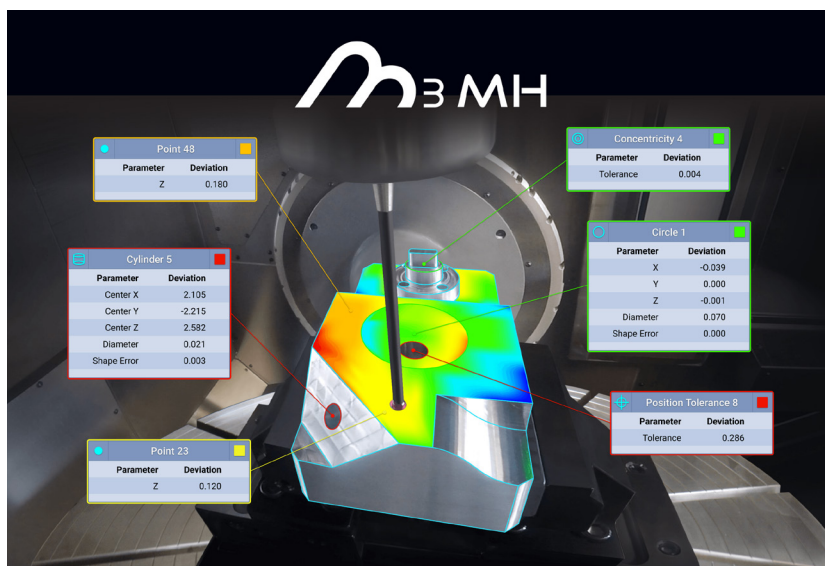 m3 MH
Point 48
Parameter Deviation
Z 0.180
Concentricity 4
Parameter Deviation
Tolerance 0.004
Cylinder 5
Parameter Deviation
Center X 2.105
Center Y -2.215
Center Z 2.582
Diameter 0.021
Shape Error 0.003
Circle 1
Parameter Deviation
X -0.039
Y 0.000
Z -0.001
Diameter 0.070
Shape Error 0.000
Position Tolerance 8
Parameter Deviation
Tolerance 0.286
Point 23
Parameter Deviation
Z 0.120